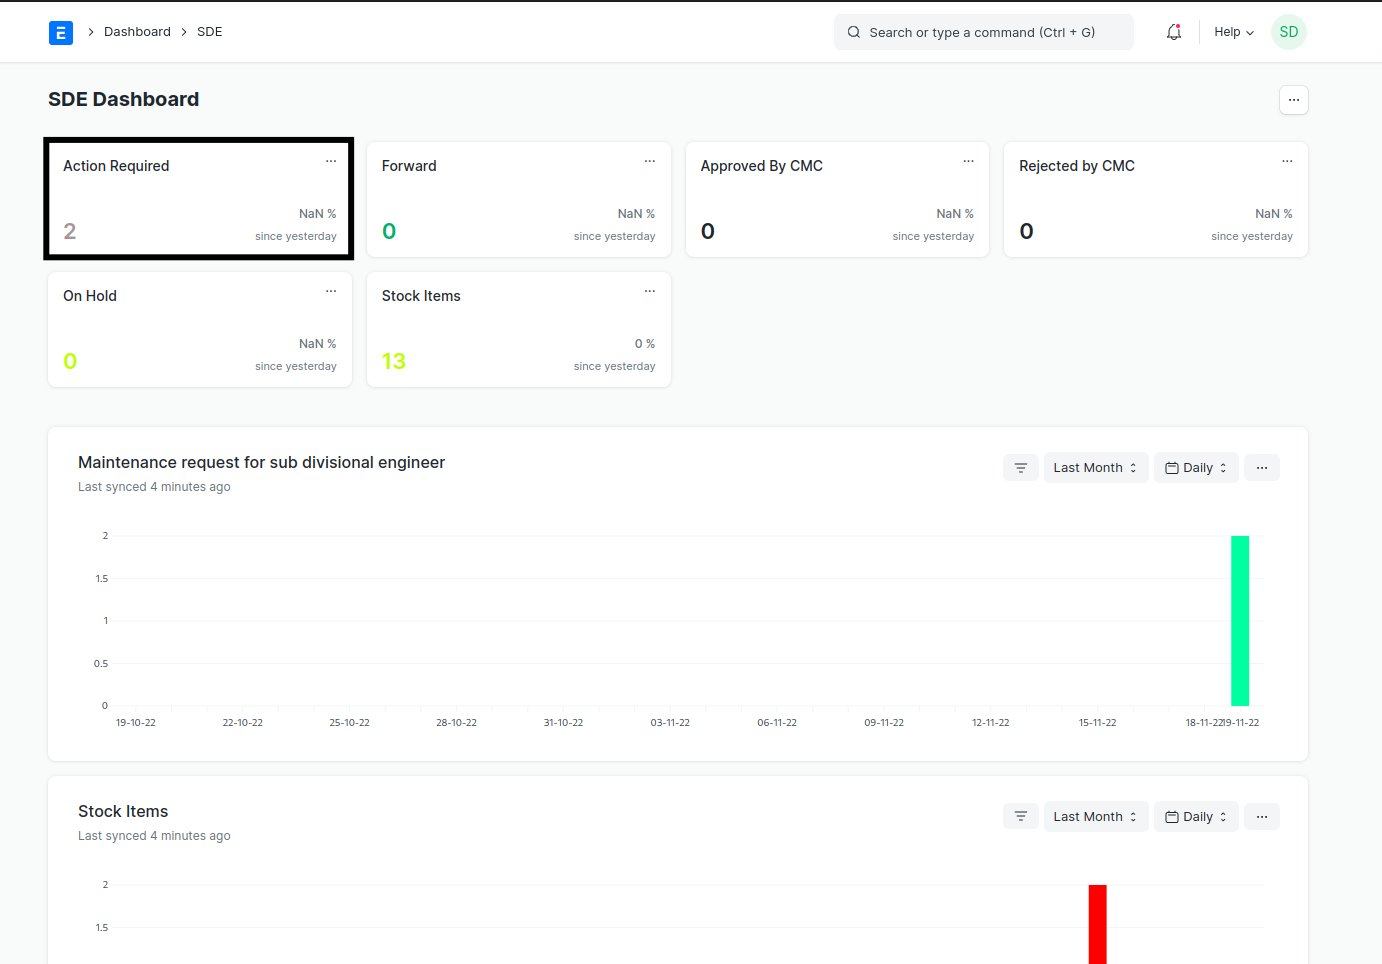 E
Dashboard
SDE
Search or type a command (Ctrl + G)
Help
SD
SDE Dashboard
...
Action Required
...
NaN %
2
since yesterday
Forward
...
NaN %
0
since yesterday
Approved By CMC
...
NaN %
0
since yesterday
Rejected by CMC
...
NaN %
0
since yesterday
On Hold
...
NaN %
0
since yesterday
Stock Items
...
0 %
13
since yesterday
Maintenance request for sub divisional engineer
Last synced 4 minutes ago
Last Month
Daily
...
2
1.5
1
0.5
0
19-10-22
22-10-22
25-10-22
28-10-22
31-10-22
03-11-22
06-11-22
09-11-22
12-11-22
15-11-22
18-11-22
19-11-22
Stock Items
Last synced 4 minutes ago
Last Month
Daily
...
2
1.5